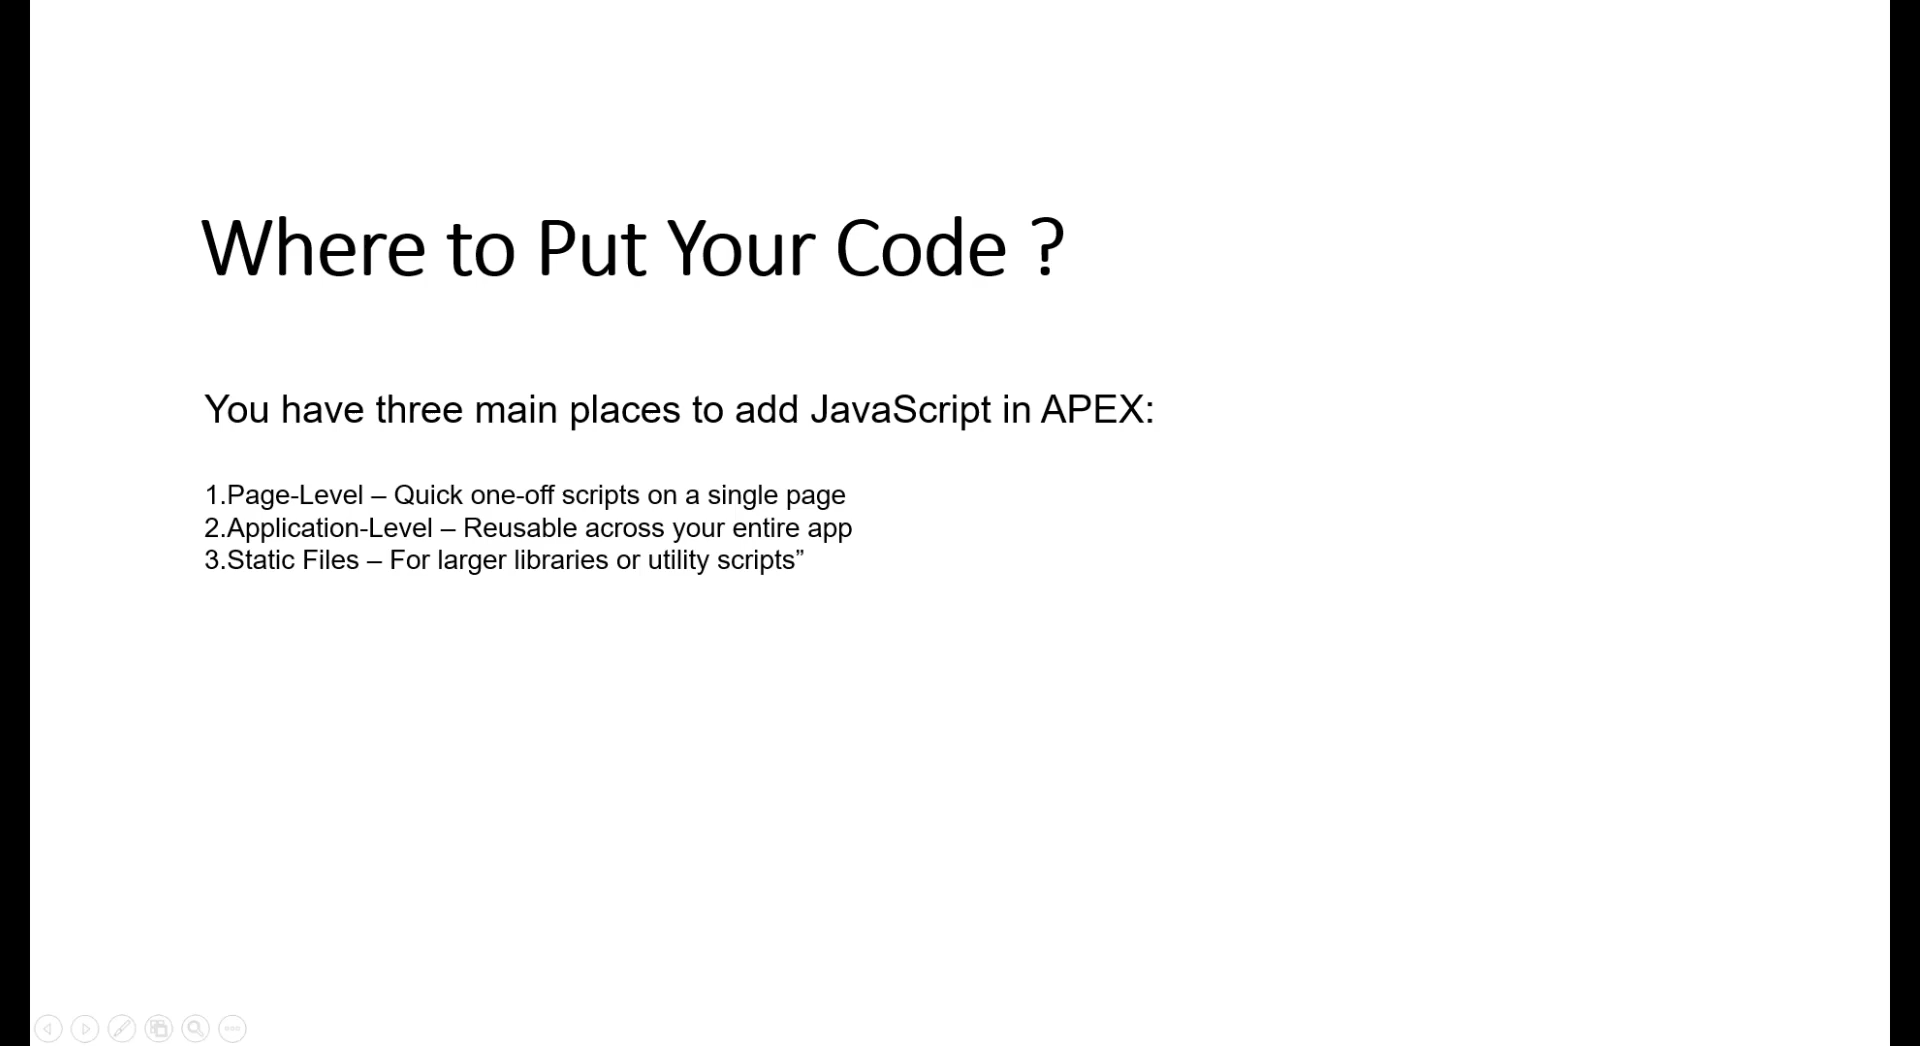 Where to Put Your Code ?
You have three main places to add JavaScript in APEX:
1.Page-Level – Quick one-off scripts on a single page
2.Application-Level – Reusable across your entire app
3.Static Files – For larger libraries or utility scripts”